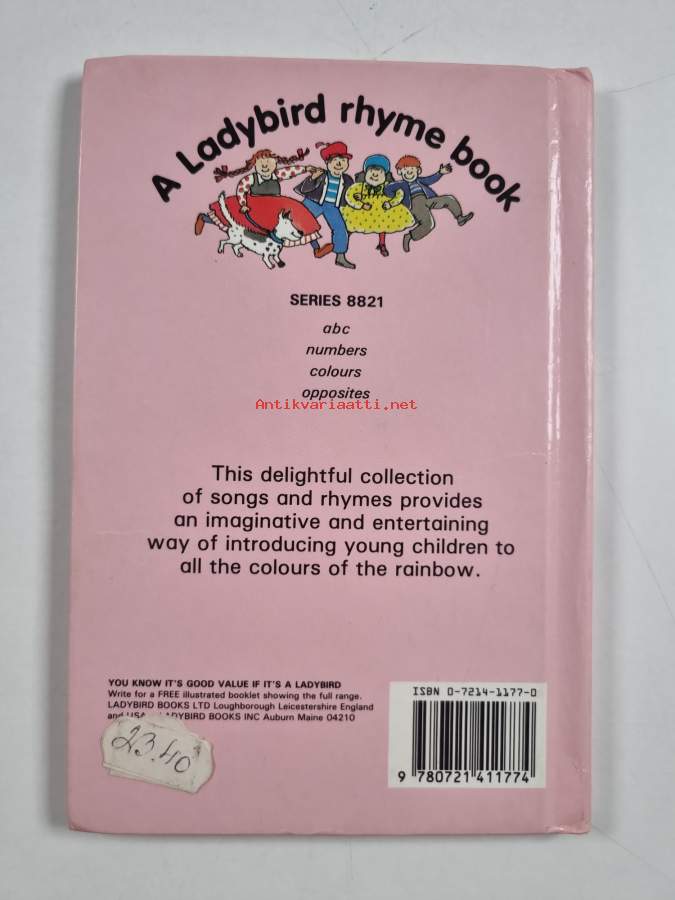 A Ladybird rhyme book
SERIES 8821
abc
numbers
colours
opposites
Antikvariaatti.net
This delightful collection
of songs and rhymes provides
an imaginative and entertaining
way of introducing young children to
all the colours of the rainbow.
YOU KNOW IT'S GOOD VALUE IF IT'S A LADYBIRD
Write for a FREE illustrated booklet showing the full range.
LADYBIRD BOOKS LTD Loughborough Leicestershire England
and USA LADYBIRD BOOKS INC Auburn Maine 04210
23.40
ISBN 0-7214-1177-0
9 780721 411774